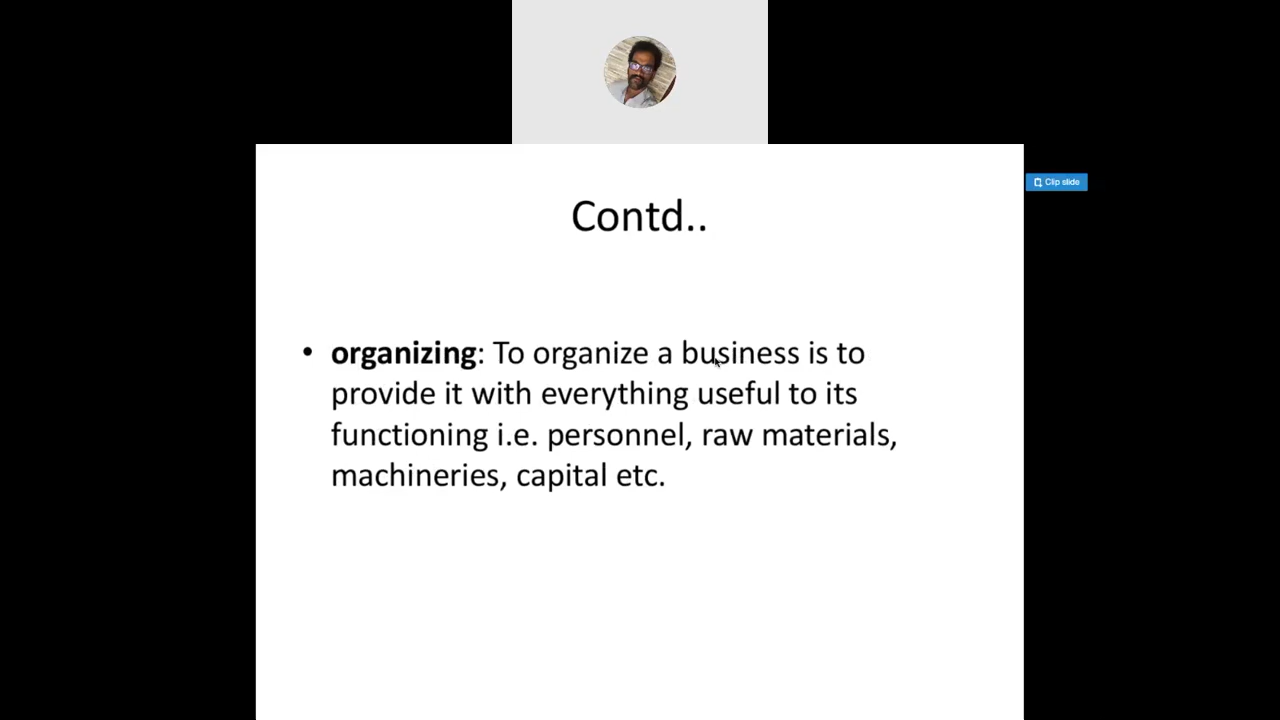 Clip slide
Contd..
• organizing: To organize a business is to
provide it with everything useful to its
functioning i.e. personnel, raw materials,
machineries, capital etc.